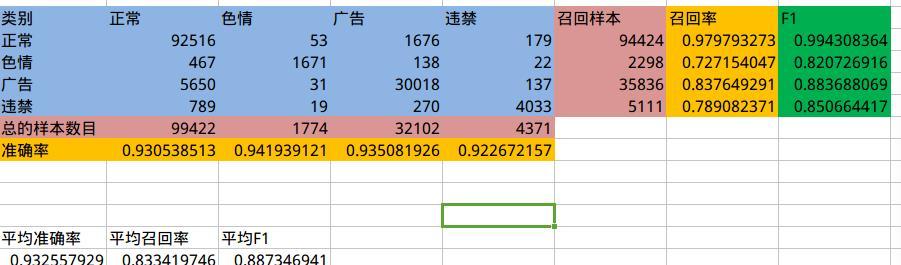 类别 正常 色情 广告 违禁 召回样本 召回率 F1
正常 92516 53 1676 179 94424 0.979793273 0.994308364
色情 467 1671 138 22 2298 0.727154047 0.820726916
广告 5650 31 30018 137 35836 0.837649291 0.883688069
违禁 789 19 270 4033 5111 0.789082371 0.850664417
总的样本数目 99422 1774 32102 4371
准确率 0.930538513 0.941939121 0.935081926 0.922672157
平均准确率 平均召回率 平均F1
0.932557929 0.833419746 0.887346941